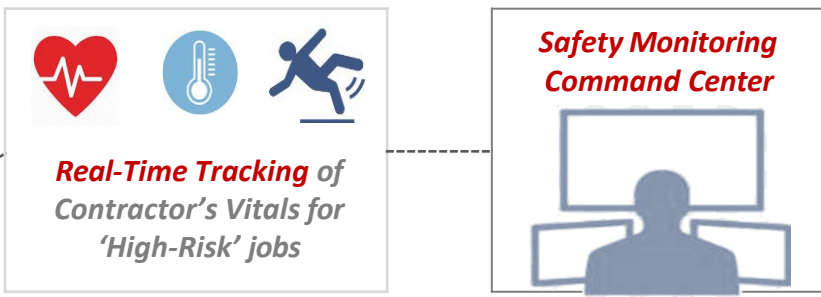 Real-Time Tracking of
Contractor’s Vitals for
‘High-Risk’ jobs
Safety Monitoring
Command Center